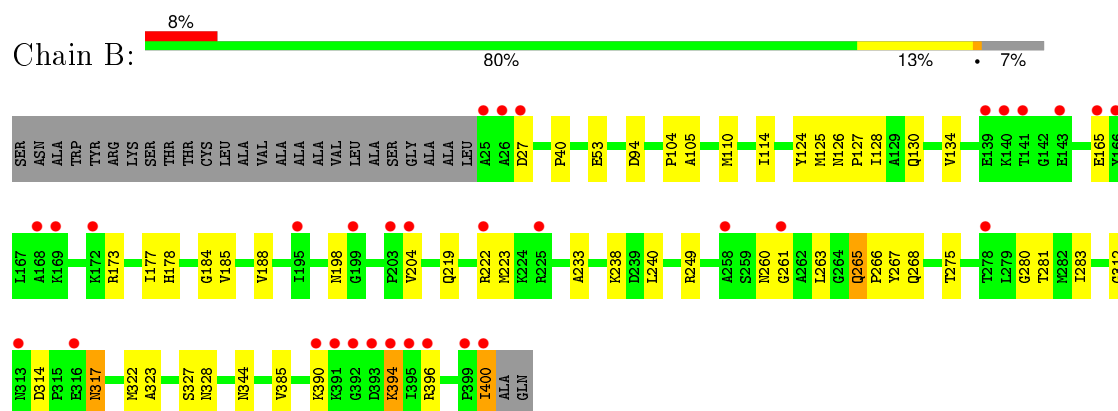 8%
Chain B:
80% 13% • 7%
SER ASN ALA TRP TYR ARG LYS SER THR THR CYS LEU ALA VAL ALA ALA ALA VAL LEU ALA SER GLY ALA ALA LEU A25 A26 D27 P40 E53 D94 P104 A105 M110 I114 Y124 M125 N126 P127 I128 A129 Q130 V134 E139 K140 T141 G142 E143 E165 Y166
L167 A168 K169 K172 R173 I177 H178 G184 V185 V188 I195 N198 G199 P203 V204 Q219 R222 M223 K224 R225 A233 K238 D239 L240 R249 A258 S259 N260 G261 A262 L263 G264 Q265 P266 Y267 Q268 T275 T278 L279 G280 T281 M282 I283 G312
N313 D314 P315 E316 N317 M322 A323 S327 N328 N344 V385 K390 K391 G392 D393 K394 I395 R396 P399 I400 ALA GLN